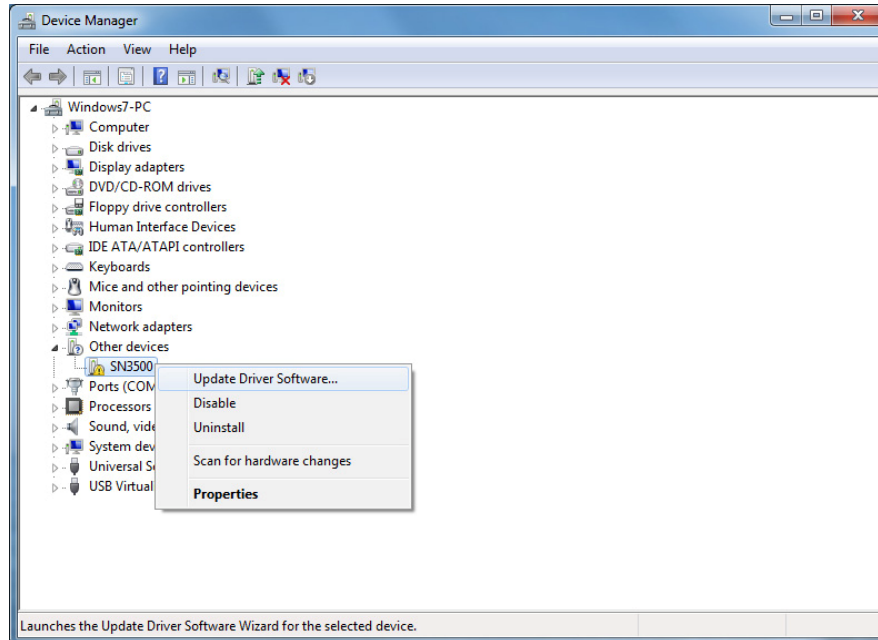 Device Manager
File Action View Help
Windows7-PC
Computer
Disk drives
Display adapters
DVD/CD-ROM drives
Floppy drive controllers
Human Interface Devices
IDE ATA/ATAPI controllers
Keyboards
Mice and other pointing devices
Monitors
Network adapters
Other devices
SN3500
Ports (COM
Processors
Sound, vide
System dev
Universal Se
USB Virtual
Update Driver Software...
Disable
Uninstall
Scan for hardware changes
Properties
Launches the Update Driver Software Wizard for the selected device.